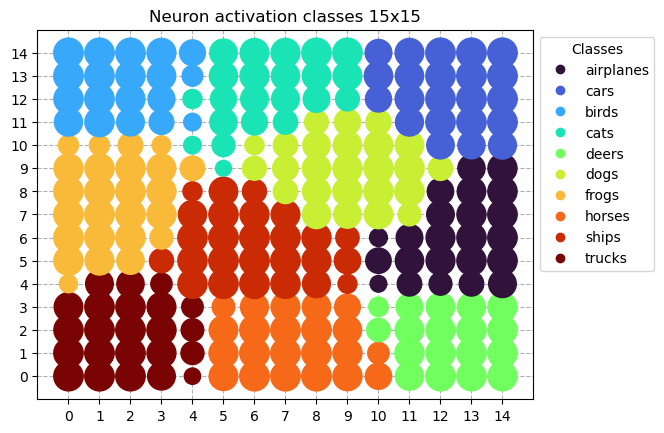 Neuron activation classes 15x15
14
13
12
11
10
9
8
7
6
5
4
3
2
1
0
0 1 2 3 4 5 6 7 8 9 10 11 12 13 14
Classes
airplanes
cars
birds
cats
deers
dogs
frogs
horses
ships
trucks